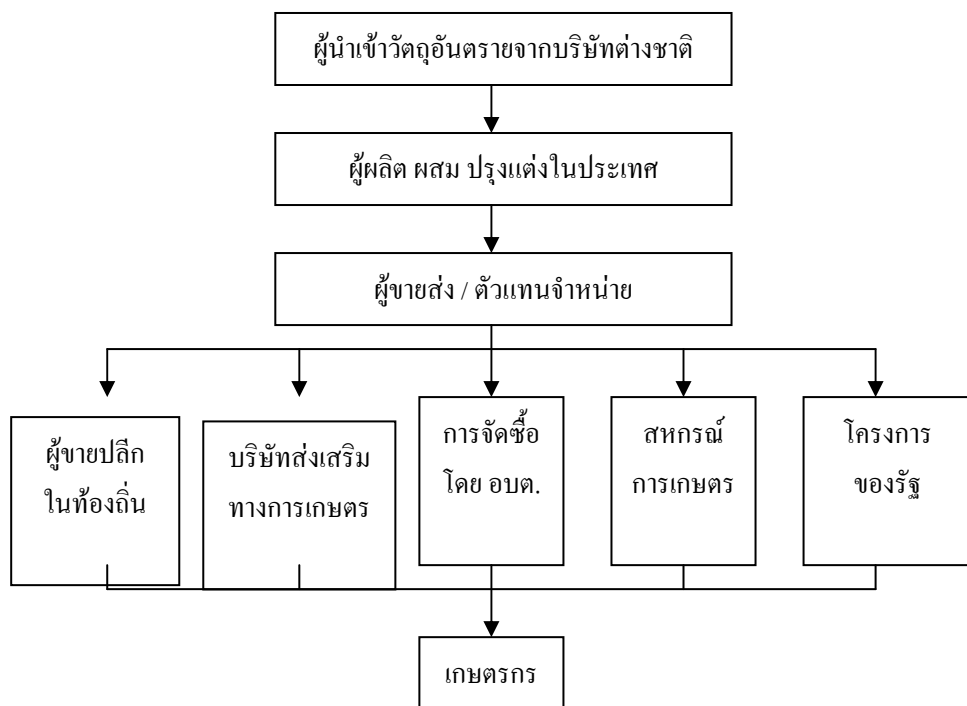 ผู้นำเข้าวัตถุอันตรายจากบริษัทต่างชาติ
ผู้ผลิต ผสม ปรุงแต่งในประเทศ
ผู้ขายส่ง / ตัวแทนจำหน่าย
ผู้ขายปลีก
ในท้องถิ่น
บริษัทส่งเสริม
ทางการเกษตร
การจัดซื้อ
โดย อบต.
สหกรณ์
การเกษตร
โครงการ
ของรัฐ
เกษตรกร